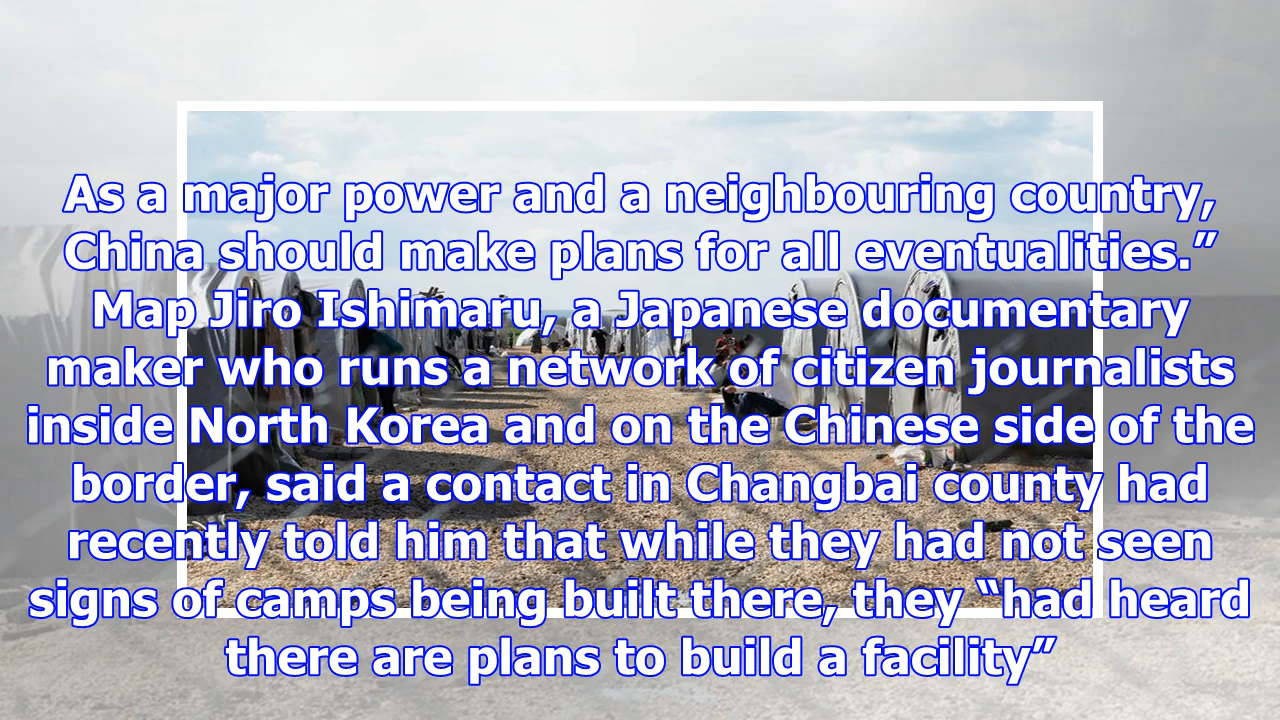 As a major power and a neighbouring country,
China should make plans for all eventualities.”
Map Jiro Ishimaru, a Japanese documentary
maker who runs a network of citizen journalists
inside North Korea and on the Chinese side of the
border, said a contact in Changbai county had
recently told him that while they had not seen
signs of camps being built there, they “had heard
there are plans to build a facility”